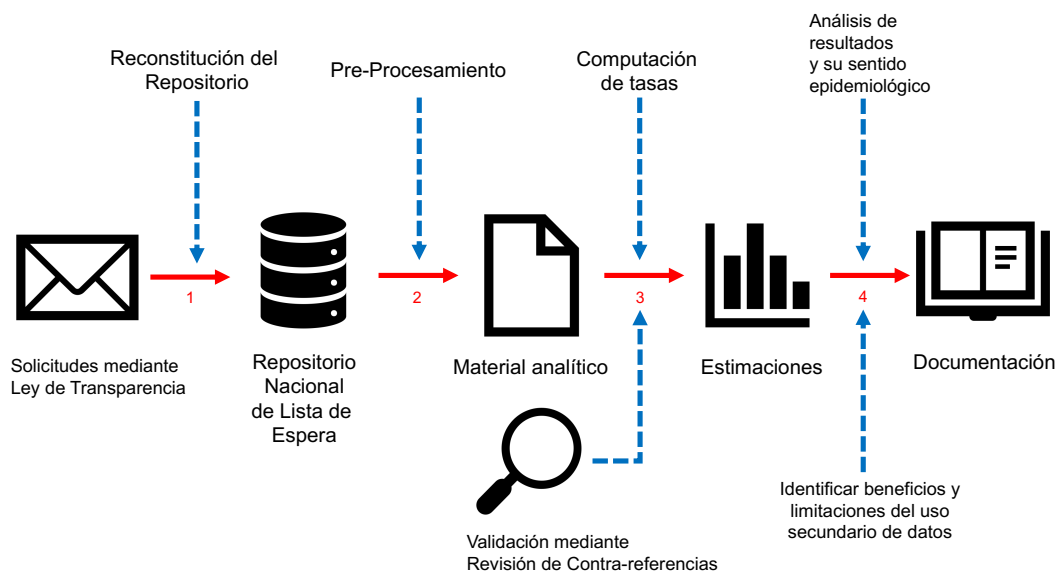 Reconstitución del
Repositorio
Pre-Procesamiento
Computación
de tasas
Análisis de
resultados
y su sentido
epidemiológico
1
2
3
4
Solicitudes mediante
Ley de Transparencia
Repositorio
Nacional
de Lista de
Espera
Material analítico
Estimaciones
Documentación
Validación mediante
Revisión de Contra-referencias
Identificar beneficios y
limitaciones del uso
secundario de datos